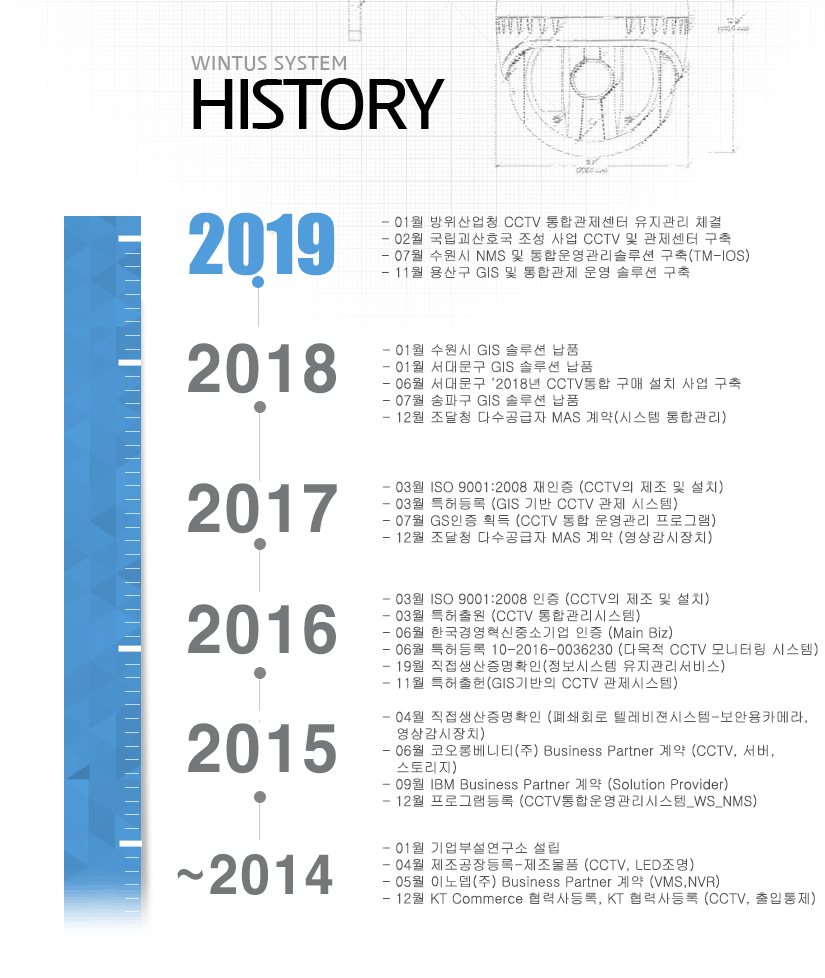 WINTUS SYSTEM
HISTORY
2019
- 01월 방위산업청 CCTV 통합관제센터 유지관리 체결
- 02월 국립괴산호국 조성 사업 CCTV 및 관제센터 구축
- 07월 수원시 NMS 및 통합운영관리솔루션 구축(TM-IOS)
- 11월 용산구 GIS 및 통합관제 운영 솔루션 구축
2018
- 01월 수원시 GIS 솔루션 납품
- 01월 서대문구 GIS 솔루션 납품
- 06월 서대문구 '2018년 CCTV통합 구매 설치 사업 구축
- 07월 송파구 GIS 솔루션 납품
- 12월 조달청 다수공급자 MAS 계약(시스템 통합관리)
2017
- 03월 ISO 9001:2008 재인증 (CCTV의 제조 및 설치)
- 03월 특허등록 (GIS 기반 CCTV 관제 시스템)
- 07월 GS인증 획득 (CCTV 통합 운영관리 프로그램)
- 12월 조달청 다수공급자 MAS 계약 (영상감시장치)
2016
- 03월 ISO 9001:2008 인증 (CCTV의 제조 및 설치)
- 03월 특허출원 (CCTV 통합관리시스템)
- 06월 한국경영혁신중소기업 인증 (Main Biz)
- 06월 특허등록 10-2016-0036230 (다목적 CCTV 모니터링 시스템)
- 19월 직접생산증명확인(정보시스템 유지관리서비스)
- 11월 특허출헌(GIS기반의 CCTV 관제시스템)
2015
- 04월 직접생산증명확인 (폐쇄회로 텔레비젼시스템-보안용카메라,
영상감시장치)
- 06월 코오롱베니티(주) Business Partner 계약 (CCTV, 서버,
스토리지)
- 09월 IBM Business Partner 계약 (Solution Provider)
- 12월 프로그램등록 (CCTV통합운영관리시스템_WS_NMS)
~2014
- 01월 기업부설연구소 설립
- 04월 제조공장등록-제조물품 (CCTV, LED조명)
- 05월 이노뎁(주) Business Partner 계약 (VMS,NVR)
- 12월 KT Commerce 협력사등록, KT 협력사등록 (CCTV, 출입통제)